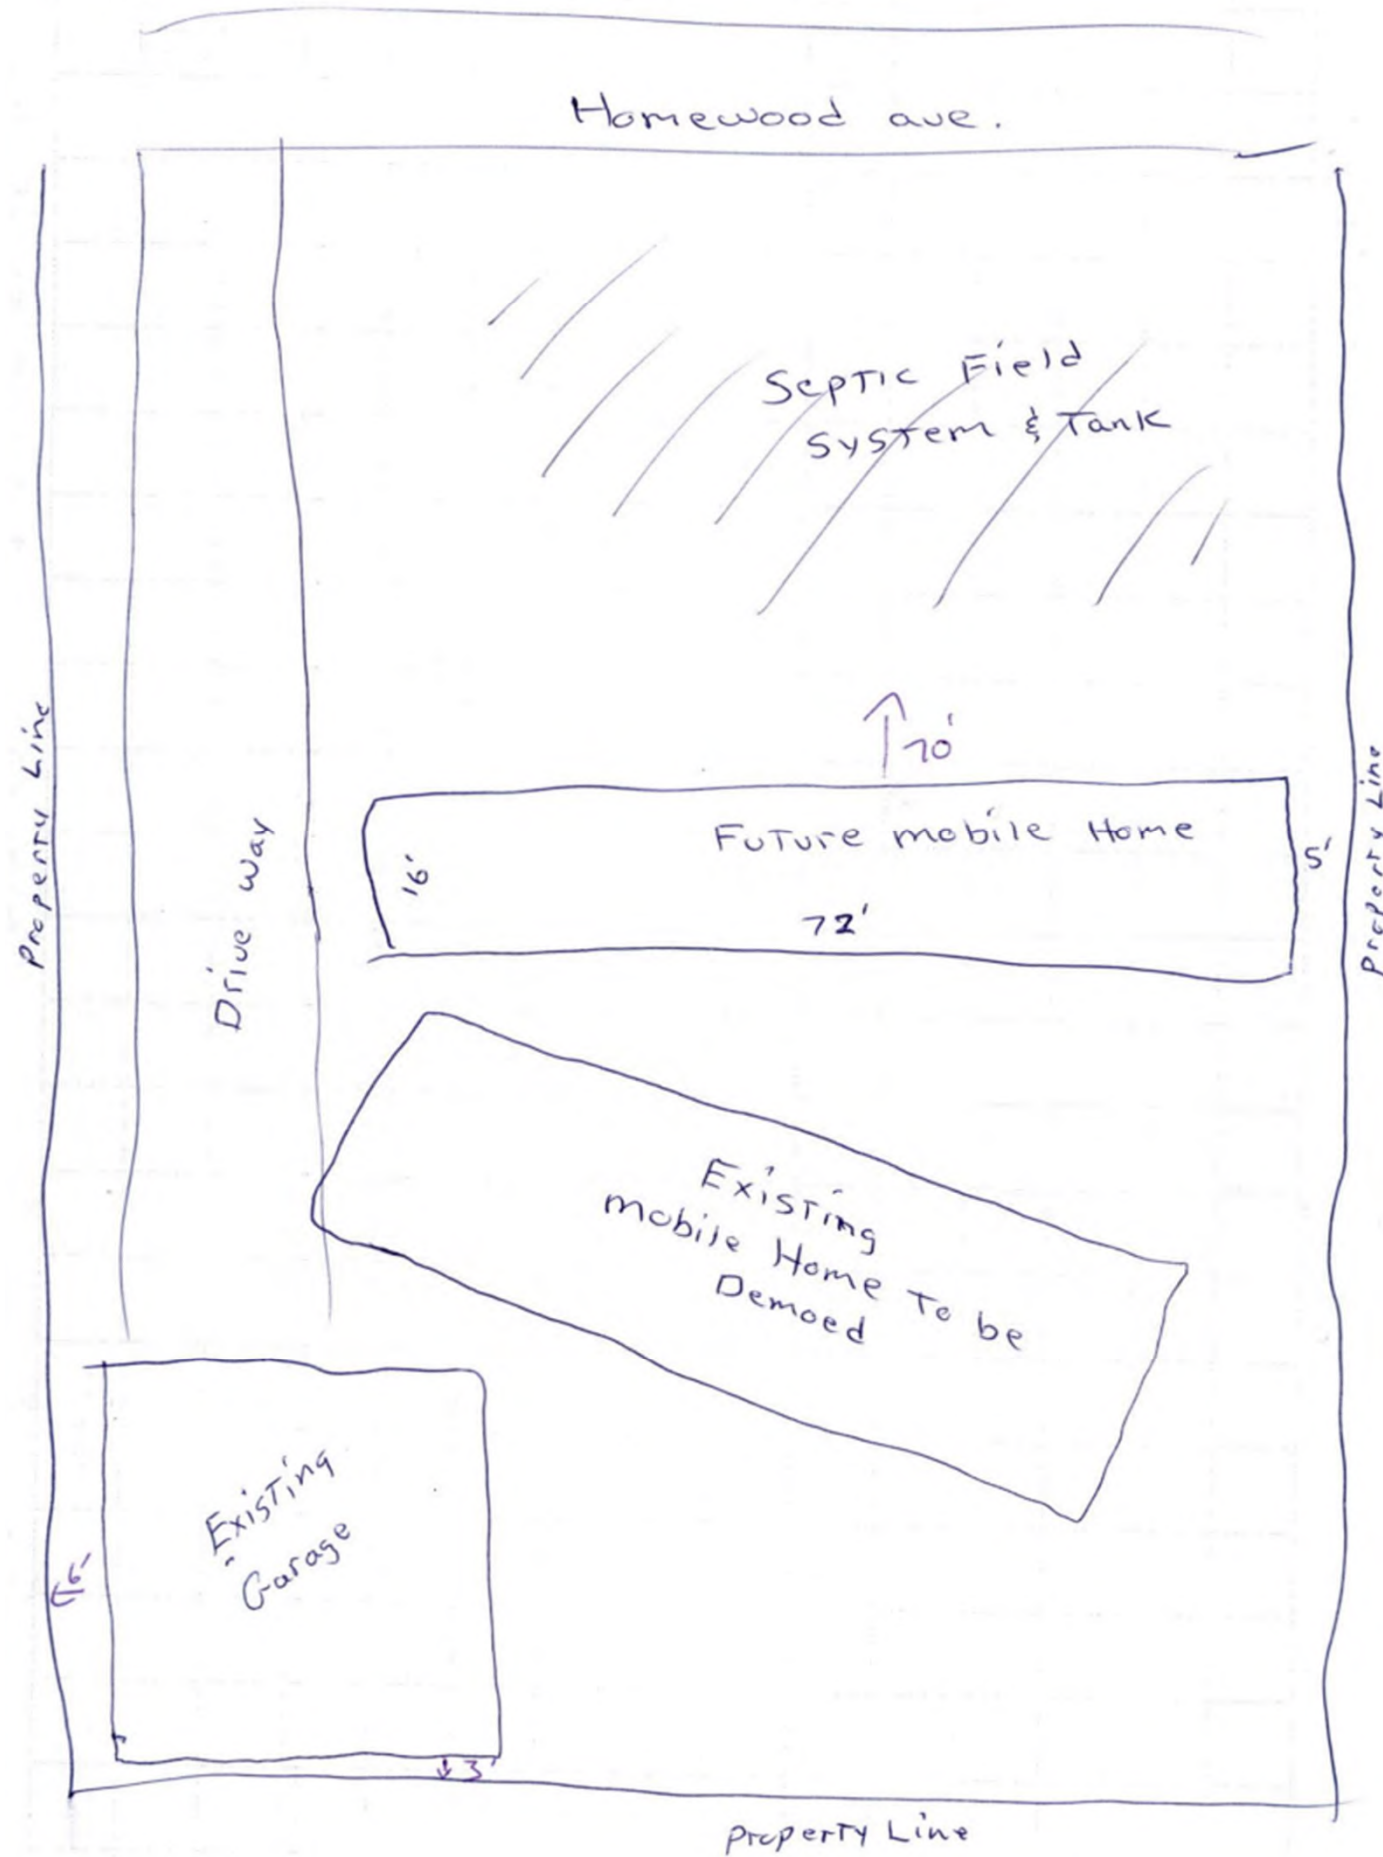 Homewood ave.
Septic Field
System & Tank
70'
Property Line
Property Line
Drive way
Future mobile Home
16'
5'
72'
Existing
mobile Home To be
Demoed
Existing
Garage
6'
3'
Property Line